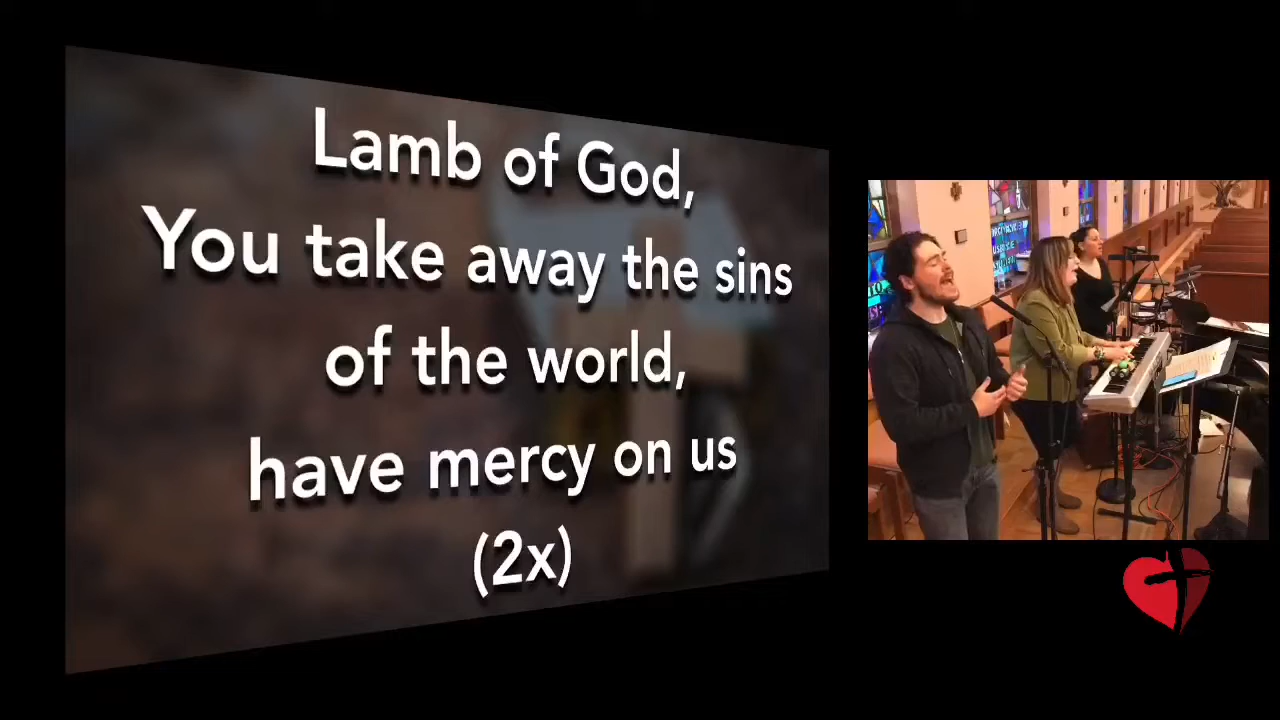 Lamb of God,
You take away the sins
of the world,
have mercy on us
(2x)